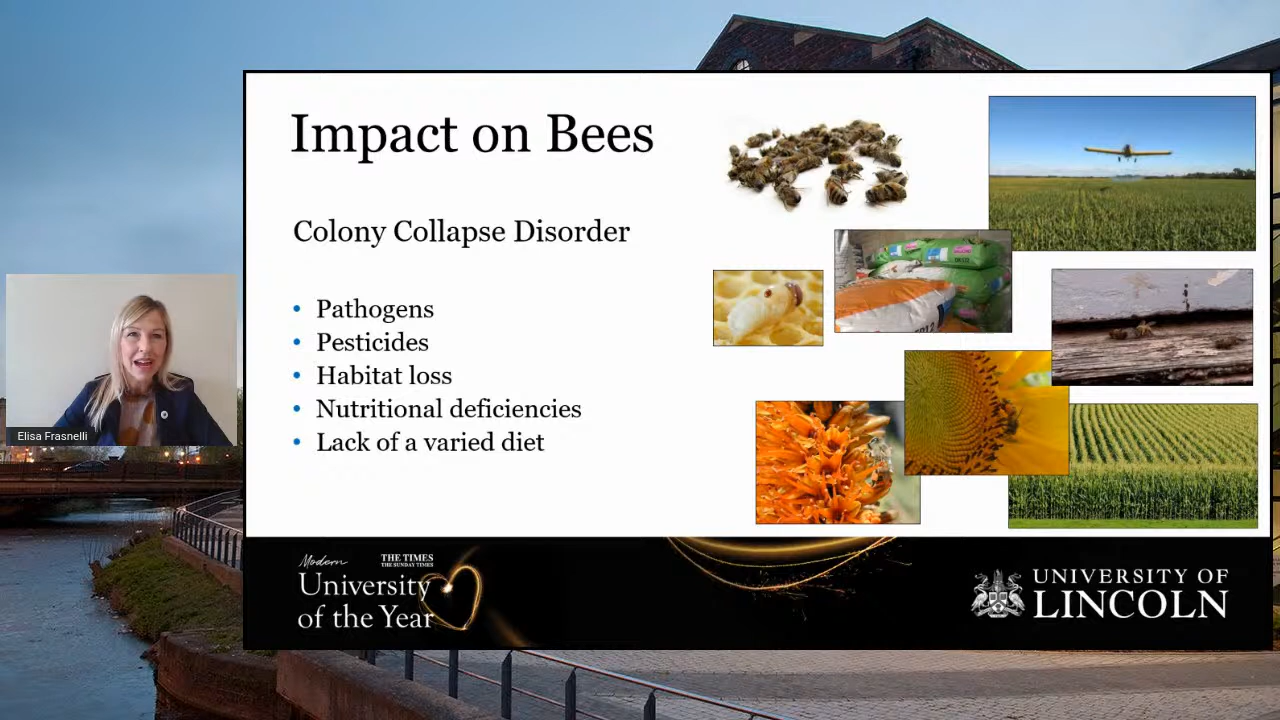 Impact on Bees
Colony Collapse Disorder
• Pathogens
• Pesticides
• Habitat loss
• Nutritional deficiencies
• Lack of a varied diet
Elisa Frasnelli
Modern
THE TIMES
THE SUNDAY TIMES
University
of the Year
UNIVERSITY OF
LINCOLN